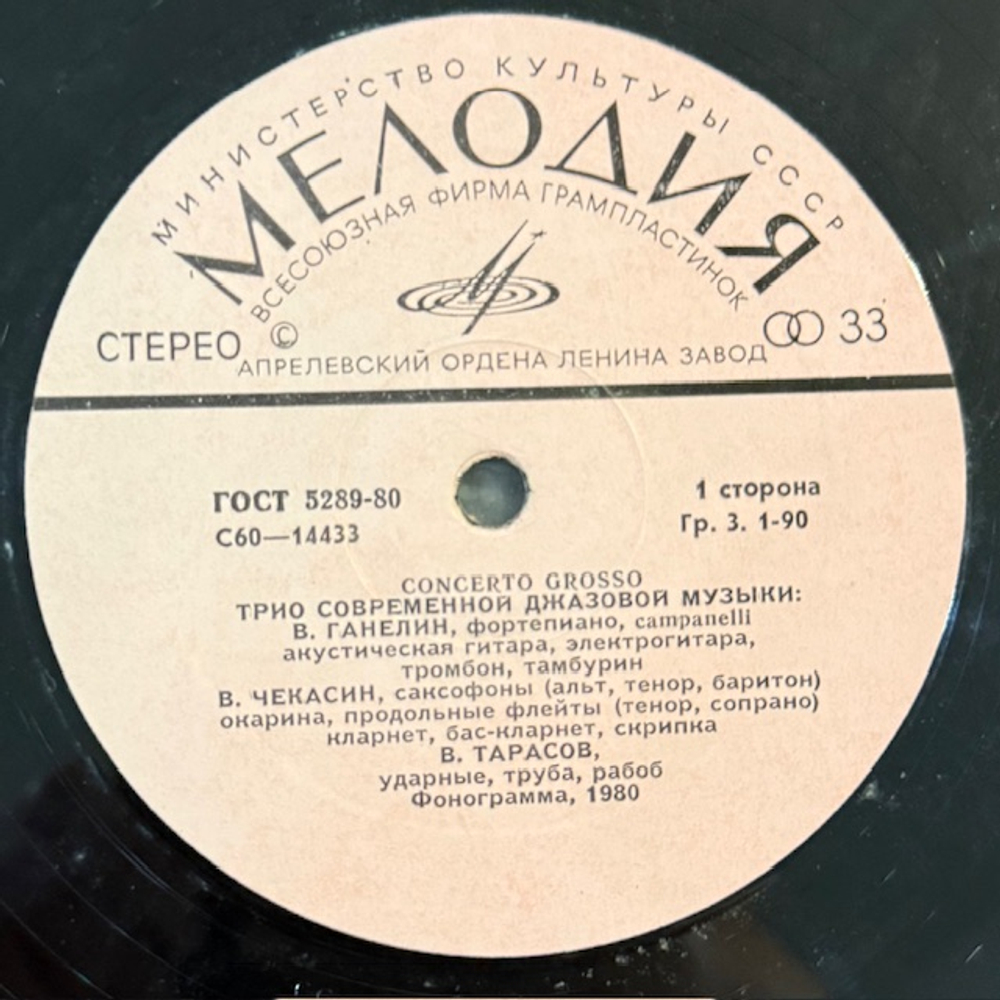 МИНИСТЕРСТВО КУЛЬТУРЫ СССР
МЕЛОДИЯ
ВСЕСОЮЗНАЯ ФИРМА ГРАМПЛАСТИНОК
СТЕРЕО © 33
АПРЕЛЕВСКИЙ ОРДЕНА ЛЕНИНА ЗАВОД
ГОСТ 5289-80
С60—14433
1 сторона
Гр. 3. 1-90
CONCERTO GROSSO
ТРИО СОВРЕМЕННОЙ ДЖАЗОВОЙ МУЗЫКИ:
В. ГАНЕЛИН, фортепиано, campanelli
акустическая гитара, электрогитара,
тромбон, тамбурин
В. ЧЕКАСИН, саксофоны (альт, тенор, баритон)
окарина, продольные флейты (тенор, сопрано)
кларнет, бас-кларнет, скрипка
В. ТАРАСОВ,
ударные, труба, рабоб
Фонограмма, 1980